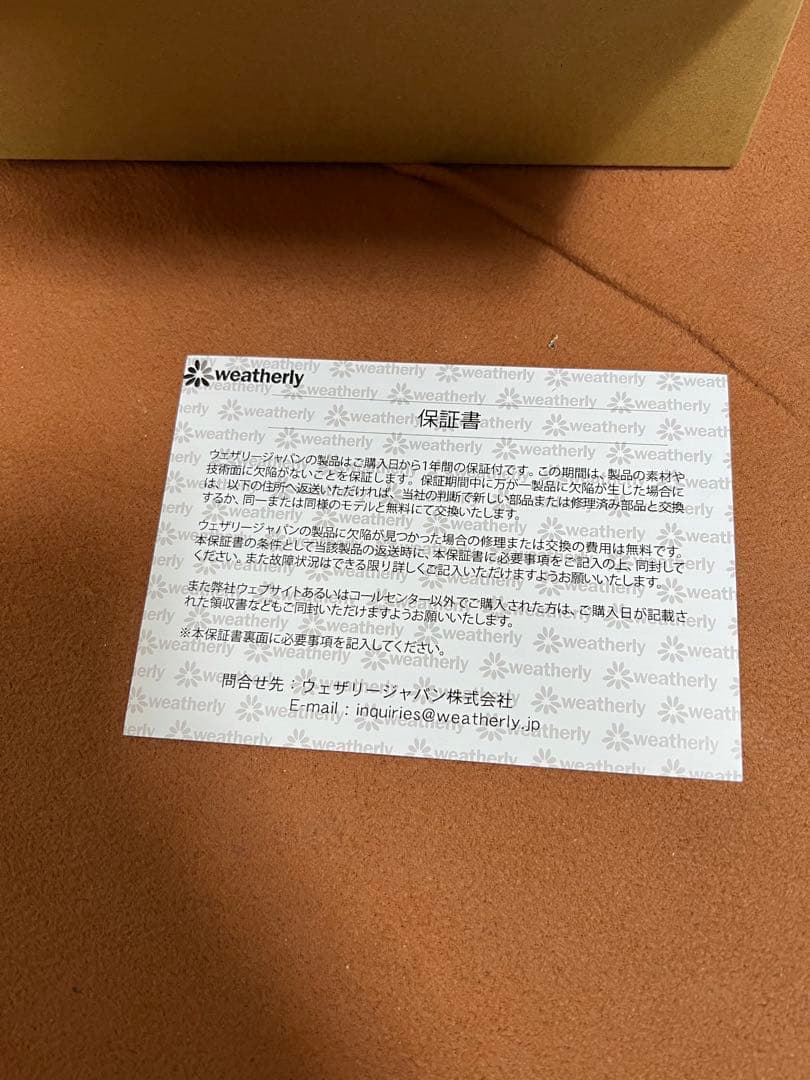 weatherly
保証書
ウェザリージャパンの製品はご購入日から1年間の保証付です。この期間は、製品の素材や
技術面に欠陥がないことを保証します。保証期間中に万が一製品に欠陥が生じた場合に
は、以下の住所へ返送いただければ、当社の判断で新しい部品または修理済み部品と交換
するか、同一または同様のモデルと無料にて交換いたします。
ウェザリージャパンの製品に欠陥が見つかった場合の修理または交換の費用は無料です。
本保証書の条件として当該製品の返送時に、本保証書に必要事項をご記入の上、同封して
ください。また故障状況はできる限り詳しくご記入いただけますようお願いいたします。
また弊社ウェブサイトあるいはコールセンター以外でご購入された方は、ご購入日が記載さ
れた領収書などもご同封いただけますようお願いいたします。
※本保証書裏面に必要事項を記入してください。
問合せ先：ウェザリージャパン株式会社
E-mail : inquiries@weatherly.jp